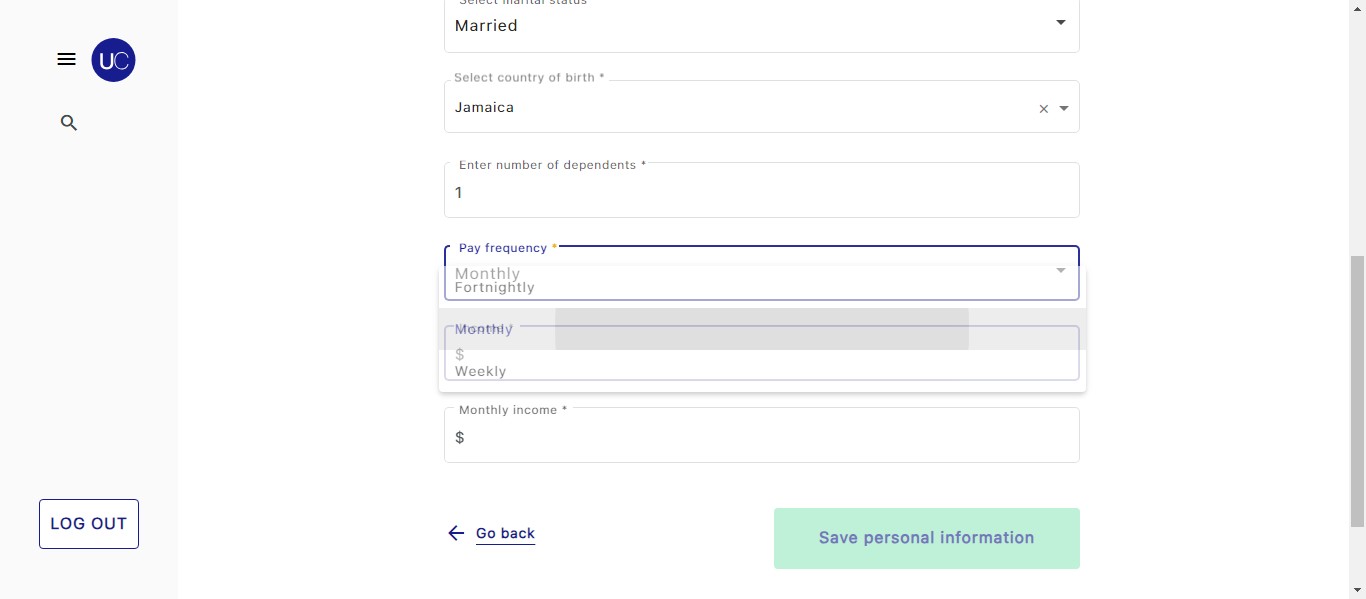 Select marital status
Married
UC
Select country of birth *
Jamaica
Enter number of dependents *
1
Pay frequency *
Monthly
Fortnightly
Monthly
$
Weekly
Monthly income *
$
LOG OUT
Go back
Save personal information